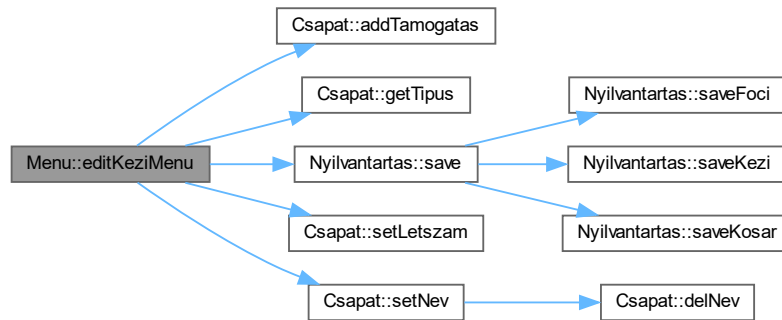 Csapat::addTamogatas
Csapat::getTipus
Nyilvantartas::saveFoci
Menu::editKeziMenu
Nyilvantartas::save
Nyilvantartas::saveKezi
Csapat::setLetszam
Nyilvantartas::saveKosar
Csapat::setNev
Csapat::delNev